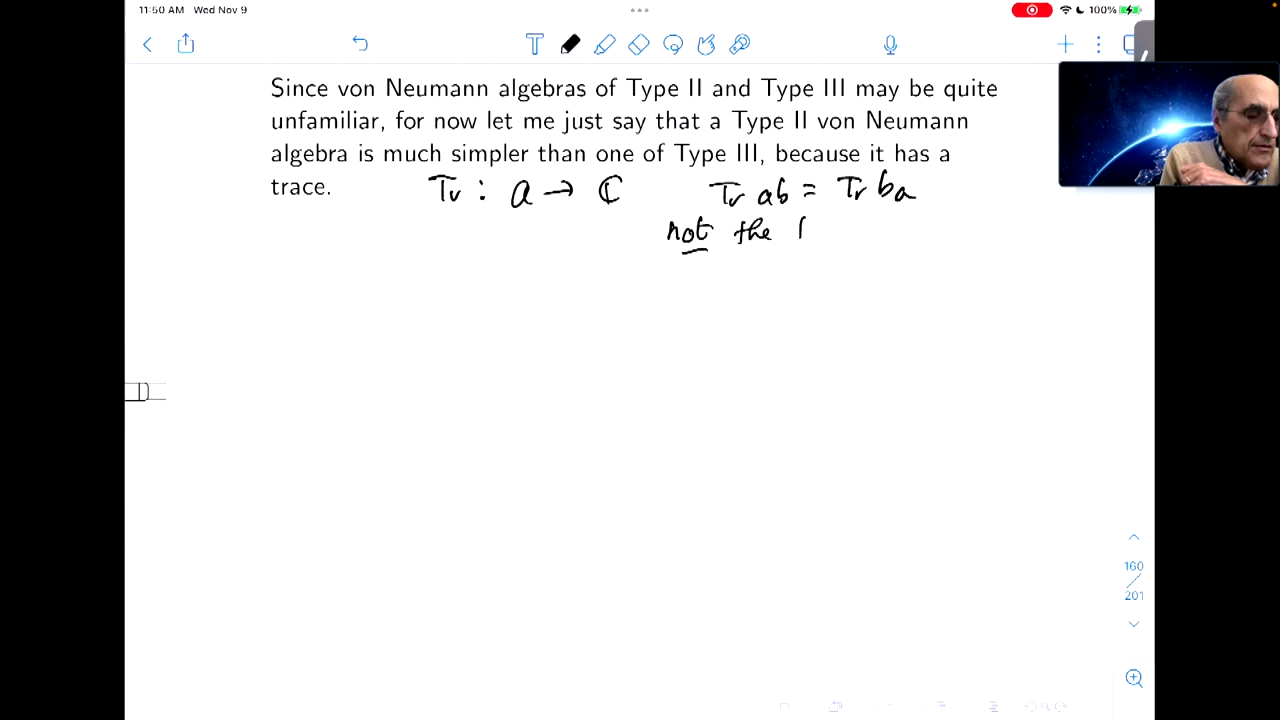 11:50 AM Wed Nov 9
100%
Since von Neumann algebras of Type II and Type III may be quite
unfamiliar, for now let me just say that a Type II von Neumann
algebra is much simpler than one of Type III, because it has a
trace.
Tr : a → ℂ Tr ab = Tr ba
not the
160
201